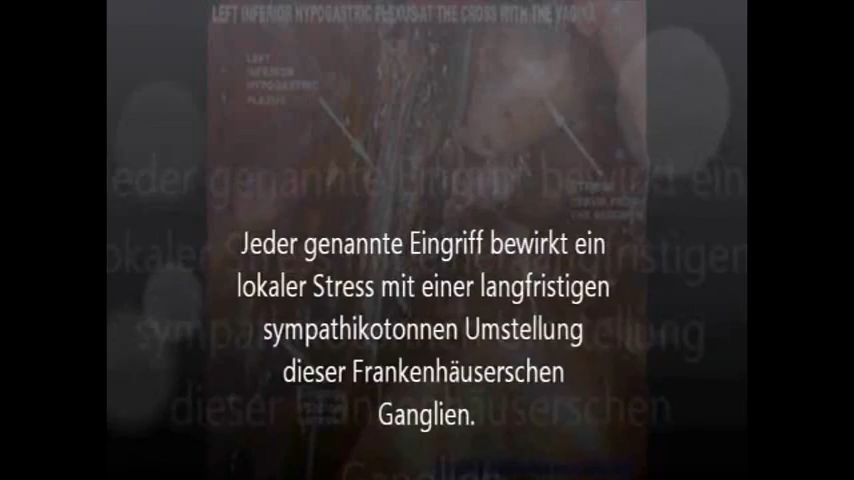 LEFT INFERIOR HYPOGASTRIC PLEXUS AT THE CROSS WITH THE VAGINA
LEFT
INFERIOR
HYPOGASTRIC
PLEXUS
Jeder genannte Eingriff bewirkt ein
lokaler Stress mit einer langfristigen
sympathikotonnen Umstellung
dieser Frankenhäuserschen
Ganglien.